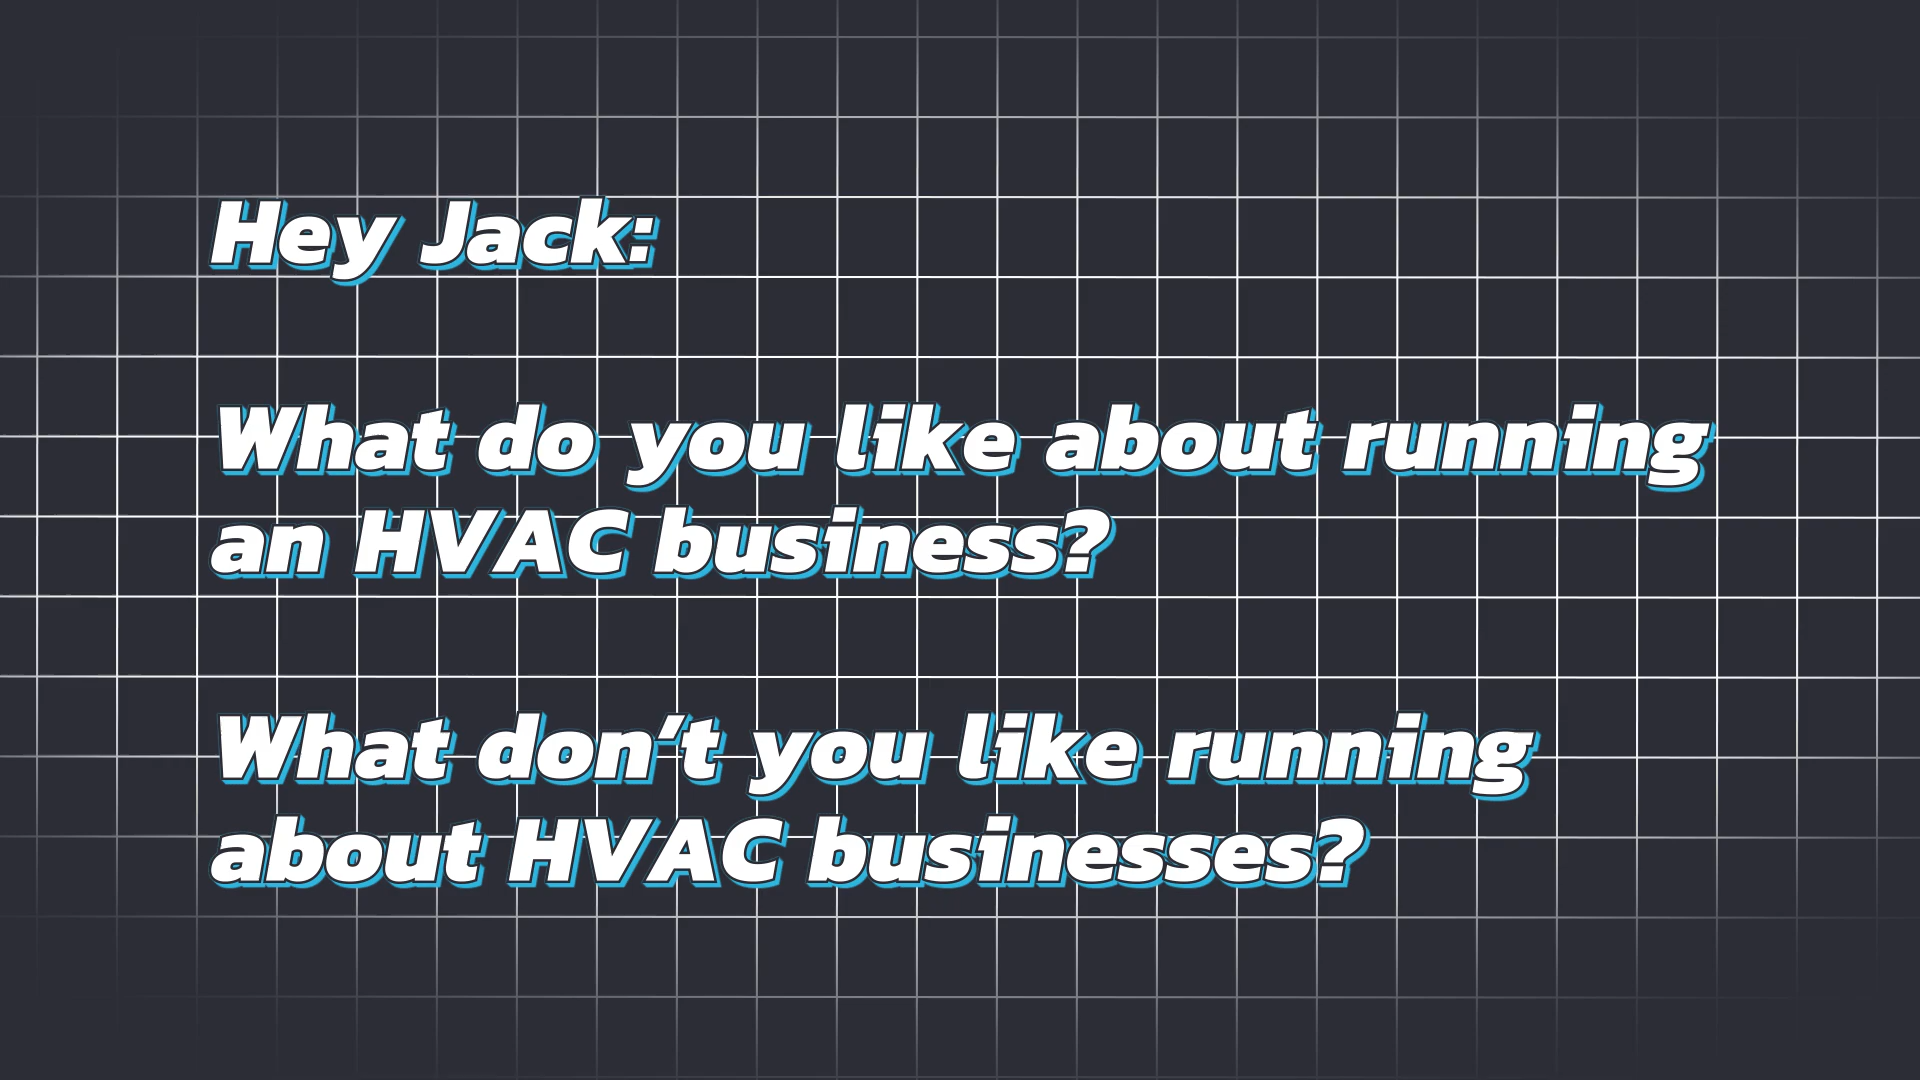 Hey Jack:
What do you like about running
an HVAC business?
What don’t you like running
about HVAC businesses?